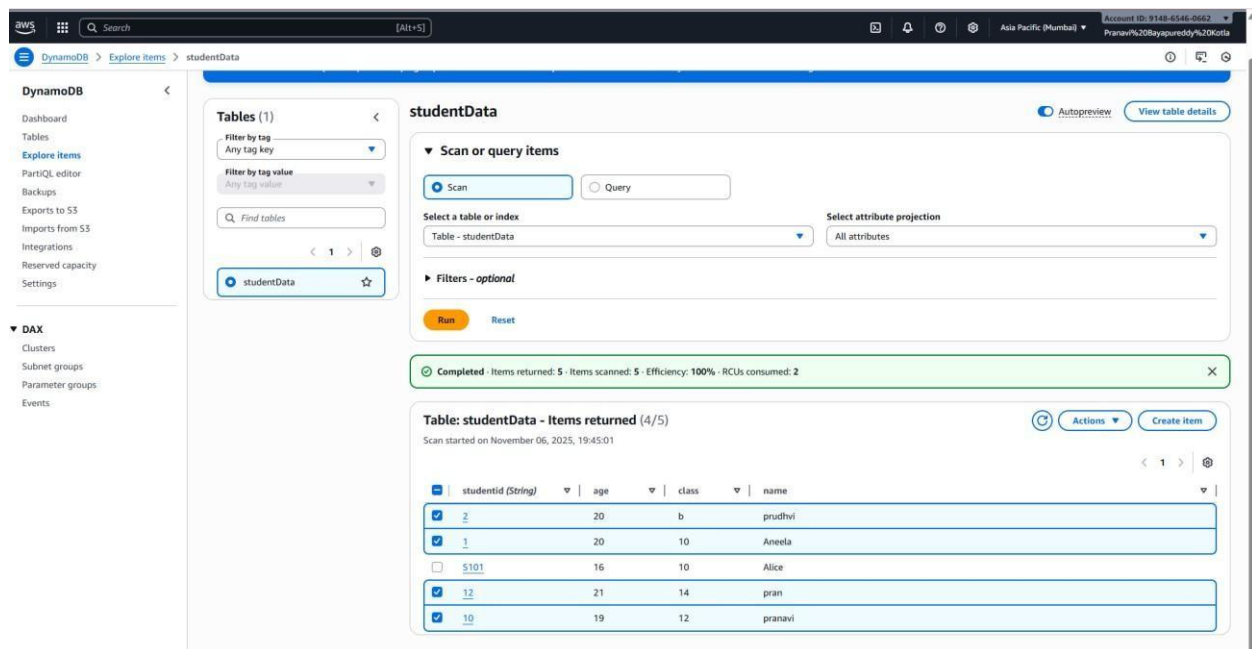 aws
Search
[Alt+S]
Asia Pacific (Mumbai)
Account ID: 9148-6546-0662
Pranavi%20Bayapureddy%20Kotla
DynamoDB > Explore items > studentData
DynamoDB
Dashboard
Tables
Explore items
PartiQL editor
Backups
Exports to S3
Imports from S3
Integrations
Reserved capacity
Settings
DAX
Clusters
Subnet groups
Parameter groups
Events
Tables (1)
Filter by tag
Any tag key
Filter by tag value
Any tag value
Find tables
1
studentData
studentData
Autopreview
View table details
Scan or query items
Scan
Query
Select a table or index
Table - studentData
Select attribute projection
All attributes
Filters - optional
Run
Reset
Completed · Items returned: 5 · Items scanned: 5 · Efficiency: 100% · RCUs consumed: 2
Table: studentData - Items returned (4/5)
Scan started on November 06, 2025, 19:45:01
Actions
Create item
1
studentid (String) age class name
2 20 b prudhvi
1 20 10 Aneela
S101 16 10 Alice
12 21 14 pran
10 19 12 pranavi